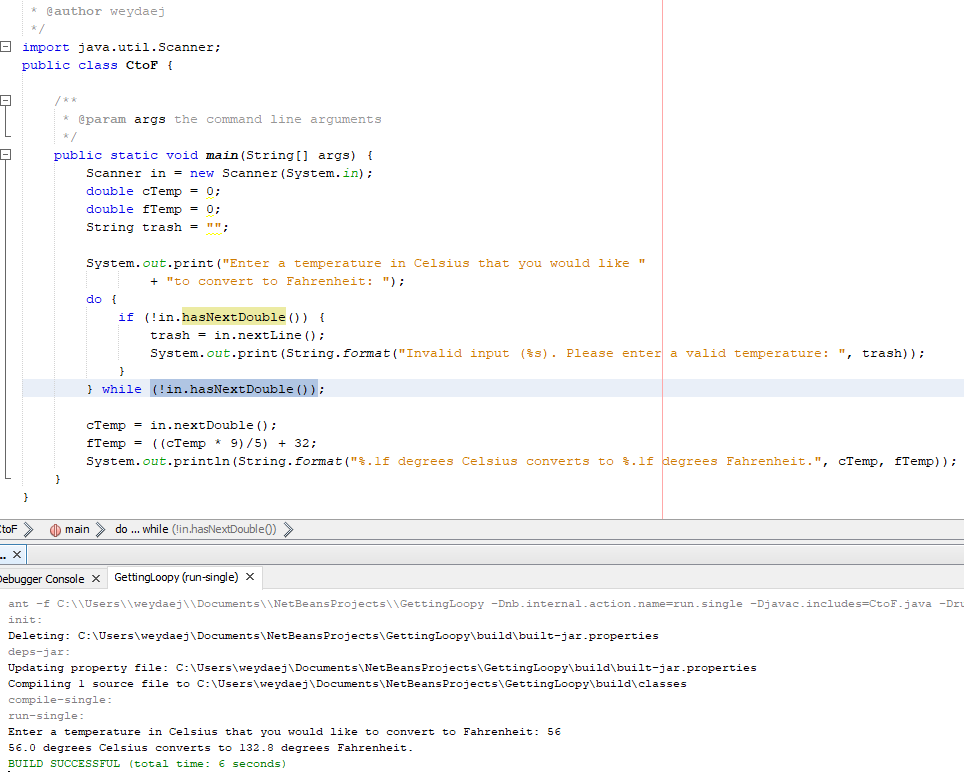 * @author weydaej
*/
import java.util.Scanner;
public class CtoF {
/**
* @param args the command line arguments
*/
public static void main(String[] args) {
Scanner in = new Scanner(System.in);
double cTemp = 0;
double fTemp = 0;
String trash = "";
System.out.print("Enter a temperature in Celsius that you would like "
+ "to convert to Fahrenheit: ");
do {
if (!in.hasNextDouble()) {
trash = in.nextLine();
System.out.print(String.format("Invalid input (%s). Please enter a valid temperature: ", trash));
}
} while (!in.hasNextDouble());
cTemp = in.nextDouble();
fTemp = ((cTemp * 9)/5) + 32;
System.out.println(String.format("%.1f degrees Celsius converts to %.1f degrees Fahrenheit.", cTemp, fTemp));
}
}
CtoF main do ... while (!in.hasNextDouble())
.. ×
Debugger Console × GettingLoopy (run-single) ×
ant -f C:\\Users\\weydaej\\Documents\\NetBeansProjects\\GettingLoopy -Dnb.internal.action.name=run.single -Djavac.includes=CtoF.java -Dru
init:
Deleting: C:\Users\weydaej\Documents\NetBeansProjects\GettingLoopy\build\built-jar.properties
deps-jar:
Updating property file: C:\Users\weydaej\Documents\NetBeansProjects\GettingLoopy\build\built-jar.properties
Compiling 1 source file to C:\Users\weydaej\Documents\NetBeansProjects\GettingLoopy\build\classes
compile-single:
run-single:
Enter a temperature in Celsius that you would like to convert to Fahrenheit: 56
56.0 degrees Celsius converts to 132.8 degrees Fahrenheit.
BUILD SUCCESSFUL (total time: 6 seconds)